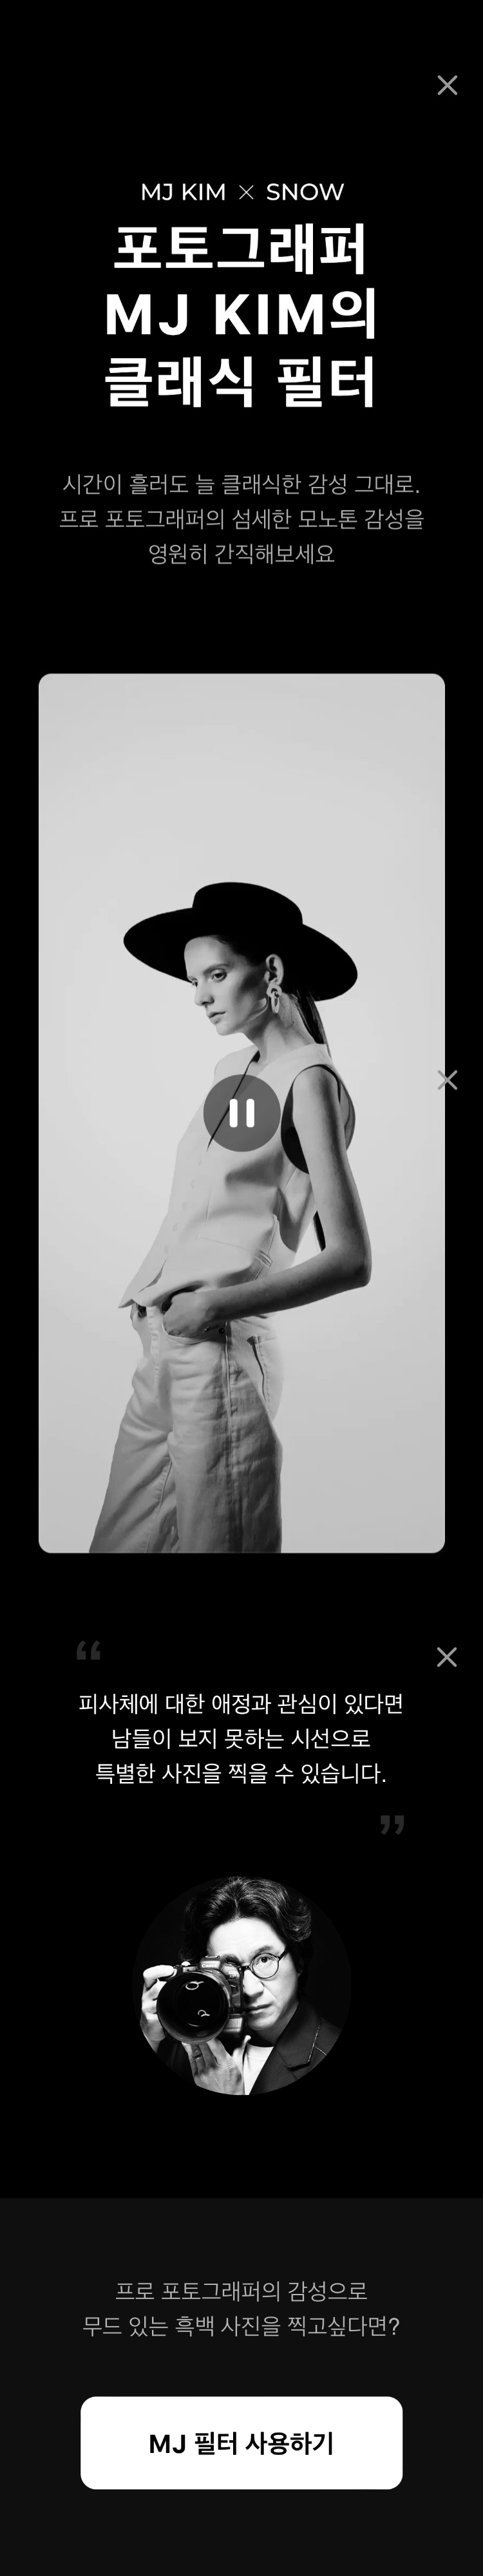 MJ KIM × SNOW
포토그래퍼
MJ KIM의
클래식 필터
시간이 흘러도 늘 클래식한 감성 그대로.
프로 포토그래퍼의 섬세한 모노톤 감성을
영원히 간직해보세요
“
피사체에 대한 애정과 관심이 있다면
남들이 보지 못하는 시선으로
특별한 사진을 찍을 수 있습니다.
”
프로 포토그래퍼의 감성으로
무드 있는 흑백 사진을 찍고싶다면?
MJ 필터 사용하기